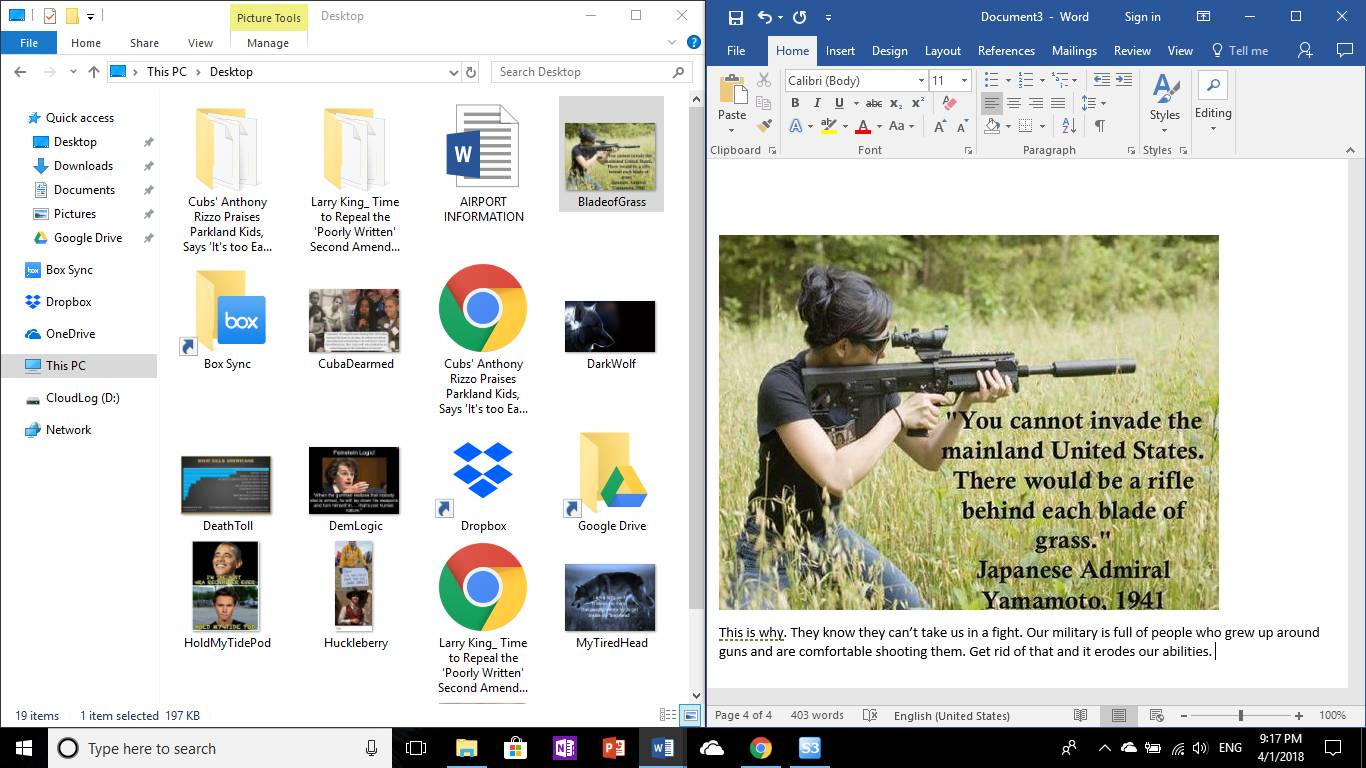 Picture Tools
Desktop
File
Home
Share
View
Manage
This PC
Desktop
Search Desktop
Quick access
Desktop
Downloads
Documents
Pictures
Google Drive
Box Sync
Dropbox
OneDrive
This PC
CloudLog (D:)
Network
Cubs' Anthony
Rizzo Praises
Parkland Kids,
Says 'It's too Ea...
Larry King_ Time
to Repeal the
'Poorly Written'
Second Amend...
AIRPORT
INFORMATION
BladeofGrass
box
Box Sync
CubaDearmed
Cubs' Anthony
Rizzo Praises
Parkland Kids,
Says 'It's too Ea...
DarkWolf
DeathToll
Feinstein Logic!
DemLogic
Dropbox
Google Drive
HoldMyTidePod
Huckleberry
Larry King_ Time
to Repeal the
'Poorly Written'
Second Amend...
MyTiredHead
19 items
1 item selected 197 KB
Document3 - Word
Sign in
File
Home
Insert
Design
Layout
References
Mailings
Review
View
Tell me
Paste
Calibri (Body)
11
B I U abc x₂ x²
A
Aa
Styles
Editing
Clipboard
Font
Paragraph
Styles
"You cannot invade the
mainland United States.
There would be a rifle
behind each blade of
grass."
Japanese Admiral
Yamamoto, 1941
This is why. They know they can't take us in a fight. Our military is full of people who grew up around
guns and are comfortable shooting them. Get rid of that and it erodes our abilities.
Page 4 of 4
403 words
English (United States)
100%
Type here to search
ENG
9:17 PM
4/1/2018